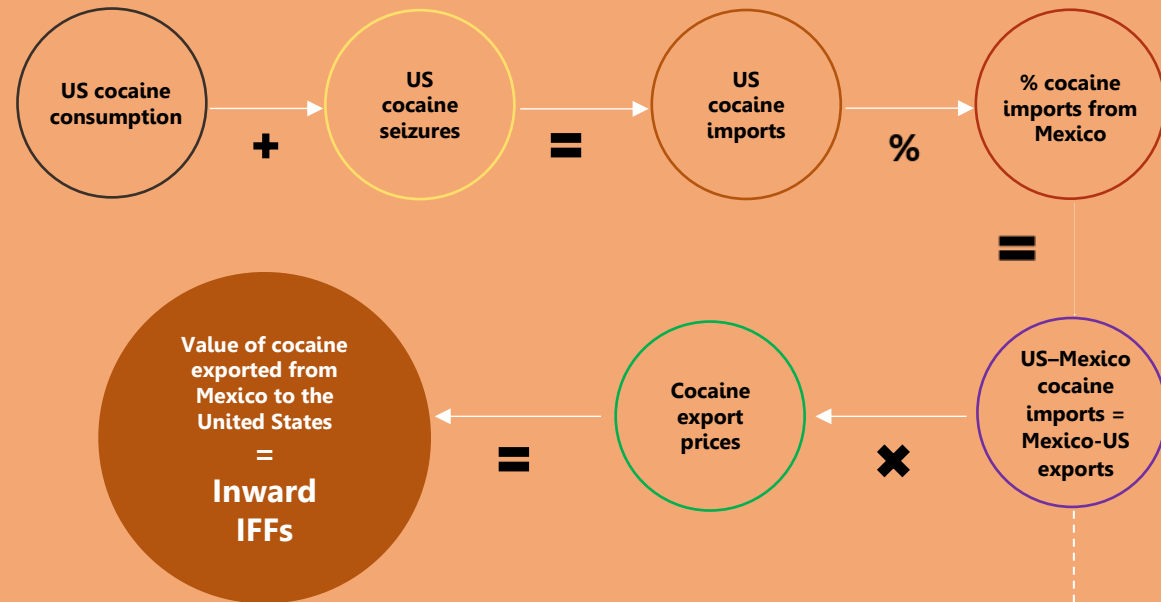 US cocaine
consumption
+
US
cocaine
seizures
=
US
cocaine
imports
%
% cocaine
imports from
Mexico
=
US–Mexico
cocaine
imports =
Mexico-US
exports
×
Cocaine
export
prices
=
Value of cocaine
exported from
Mexico to the
United States
=
Inward
IFFs